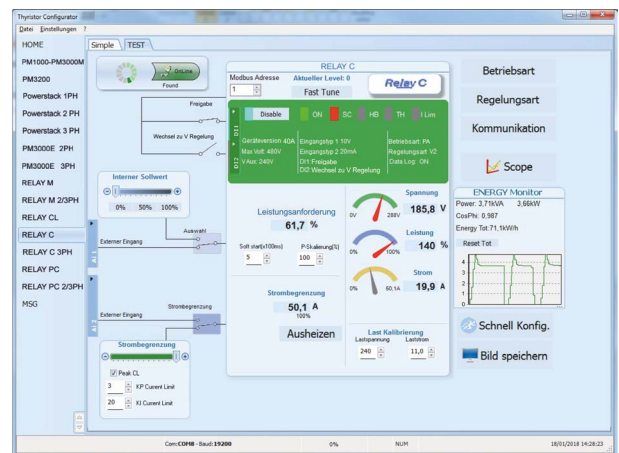 Thyristor Configurator
Datei Einstellungen ?
HOME
PM1000-PM3000M
PM3200
Powerstack 1PH
Powerstack 2 PH
Powerstack 3 PH
PM3000E 2PH
PM3000E 3PH
RELAY M
RELAY M 2/3PH
RELAY CL
RELAY C
RELAY C 3PH
RELAY PC
RELAY PC 2/3PH
MSG
Simple TEST
OnLine
Found
Freigabe
Wechsel zu V Regelung
Interner Sollwert
0% 50% 100%
Auswahl
Externer Eingang
AI 1
Strombegrenzung
Externer Eingang
AI 2
Strombegrenzung
Peak CL
3 KP Current Limit
20 KI Current Limit
RELAY C
Modbus Adresse
1
Aktueller Level: 0
Fast Tune
Relay C
DI1
DI2
Disable ON SC HB TH I Lim
Geräteversion 40A Eingangstyp 1 10V Betriebsart: PA
Max Volt: 480V Eingangstyp 2 20mA Regelungsart V2
V Aux: 240V DI1 Freigabe Data Log: ON
DI2 Wechsel zu V Regelung
Leistungsanforderung
61,7 %
Soft start(x100ms) P-Skalierung(%)
5 100
Strombegrenzung
50,1 A
100%
Ausheizen
Spannung
0V 288V 185,8 V
Leistung
0% 100% 140 %
Strom
0% 50,1A 19,9 A
Last Kalibrierung
Lastspannung Laststrom
240 11,0
Betriebsart
Regelungsart
Kommunikation
Scope
ENERGY Monitor
Power: 3,71kVA 3,66kW
CosPhi: 0,987
Energy Tot:71,1kW/h
Reset Tot
4
3
2
1
0
Schnell Konfig.
Bild speichern
Com:COM8 - Baud:19200 0% NUM 18/01/2018 14:28:23